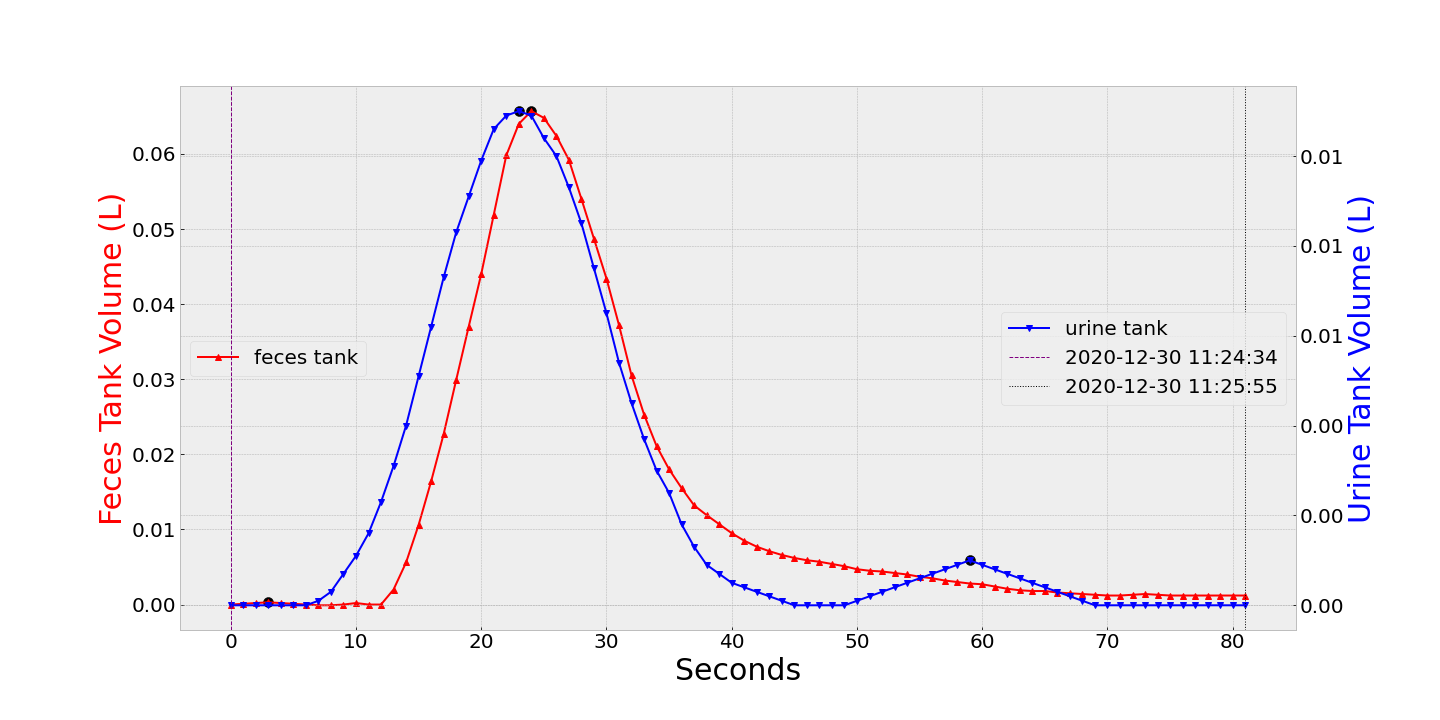 Feces Tank Volume (L)
0.06
0.05
0.04
0.03
0.02
0.01
0.00
feces tank
urine tank
2020-12-30 11:24:34
2020-12-30 11:25:55
0.01
0.01
0.01
0.00
0.00
0.00
Urine Tank Volume (L)
0 10 20 30 40 50 60 70 80
Seconds